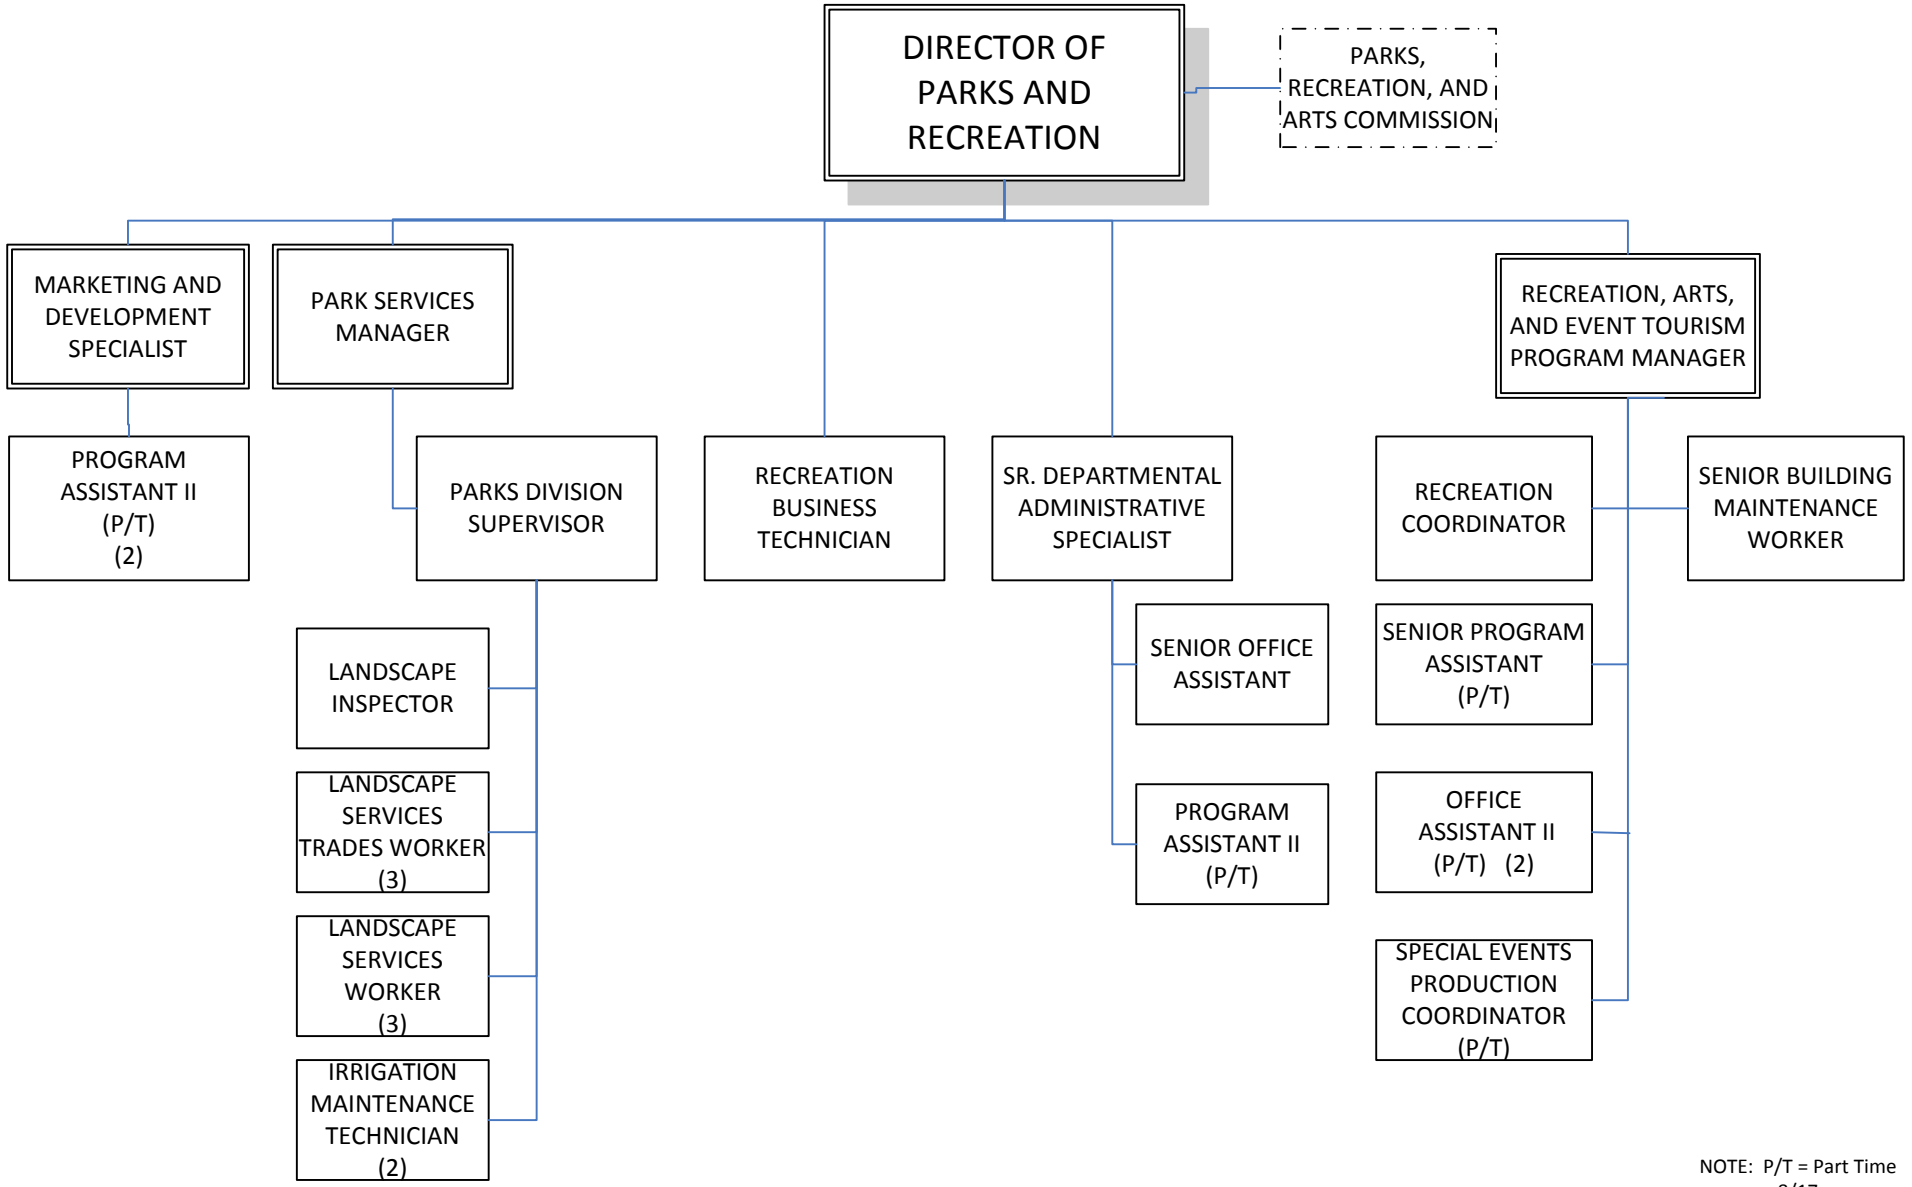 DIRECTOR OF
PARKS AND
RECREATION
PARKS,
RECREATION, AND
ARTS COMMISSION
MARKETING AND
DEVELOPMENT
SPECIALIST
PARK SERVICES
MANAGER
RECREATION, ARTS,
AND EVENT TOURISM
PROGRAM MANAGER
PROGRAM
ASSISTANT II
(P/T)
(2)
PARKS DIVISION
SUPERVISOR
RECREATION
BUSINESS
TECHNICIAN
SR. DEPARTMENTAL
ADMINISTRATIVE
SPECIALIST
RECREATION
COORDINATOR
SENIOR BUILDING
MAINTENANCE
WORKER
LANDSCAPE
INSPECTOR
SENIOR OFFICE
ASSISTANT
SENIOR PROGRAM
ASSISTANT
(P/T)
LANDSCAPE
SERVICES
TRADES WORKER
(3)
PROGRAM
ASSISTANT II
(P/T)
OFFICE
ASSISTANT II
(P/T) (2)
LANDSCAPE
SERVICES
WORKER
(3)
SPECIAL EVENTS
PRODUCTION
COORDINATOR
(P/T)
IRRIGATION
MAINTENANCE
TECHNICIAN
(2)
NOTE: P/T = Part Time